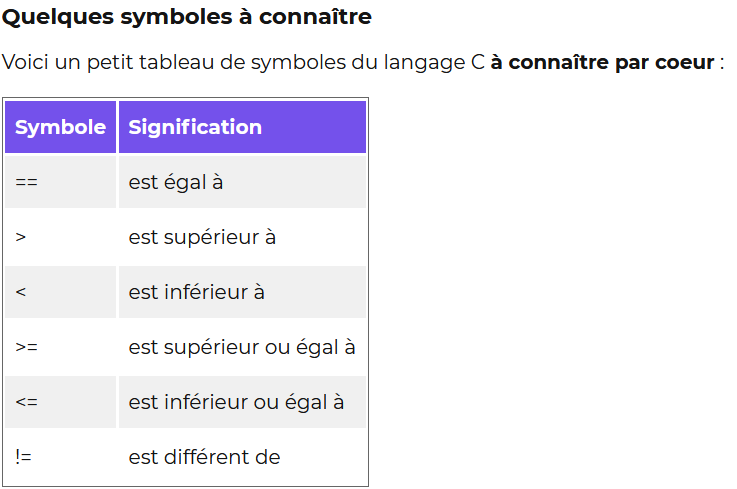 Quelques symboles à connaître
Voici un petit tableau de symboles du langage C à connaître par coeur :
Symbole Signification
== est égal à
> est supérieur à
< est inférieur à
>= est supérieur ou égal à
<= est inférieur ou égal à
!= est différent de